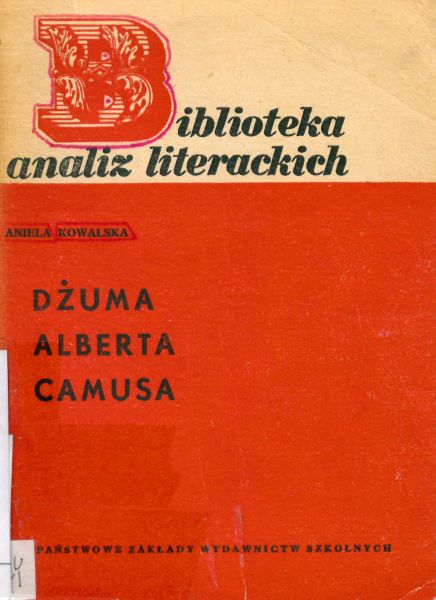 Biblioteka
analiz literackich
ANIELA KOWALSKA
DŻUMA
ALBERTA
CAMUSA
PAŃSTWOWE ZAKŁADY WYDAWNICTW SZKOLNYCH